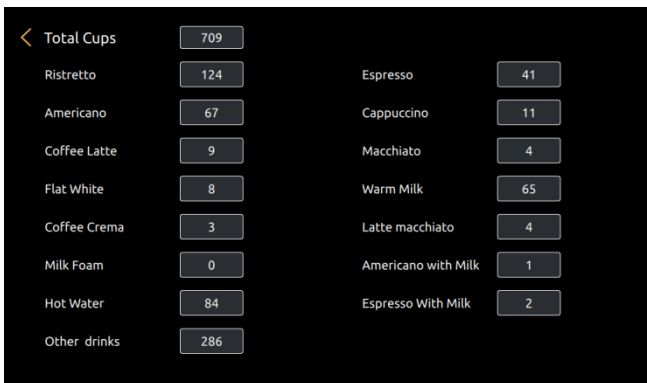 Total Cups 709
Ristretto 124 Espresso 41
Americano 67 Cappuccino 11
Coffee Latte 9 Macchiato 4
Flat White 8 Warm Milk 65
Coffee Crema 3 Latte macchiato 4
Milk Foam 0 Americano with Milk 1
Hot Water 84 Espresso With Milk 2
Other drinks 286